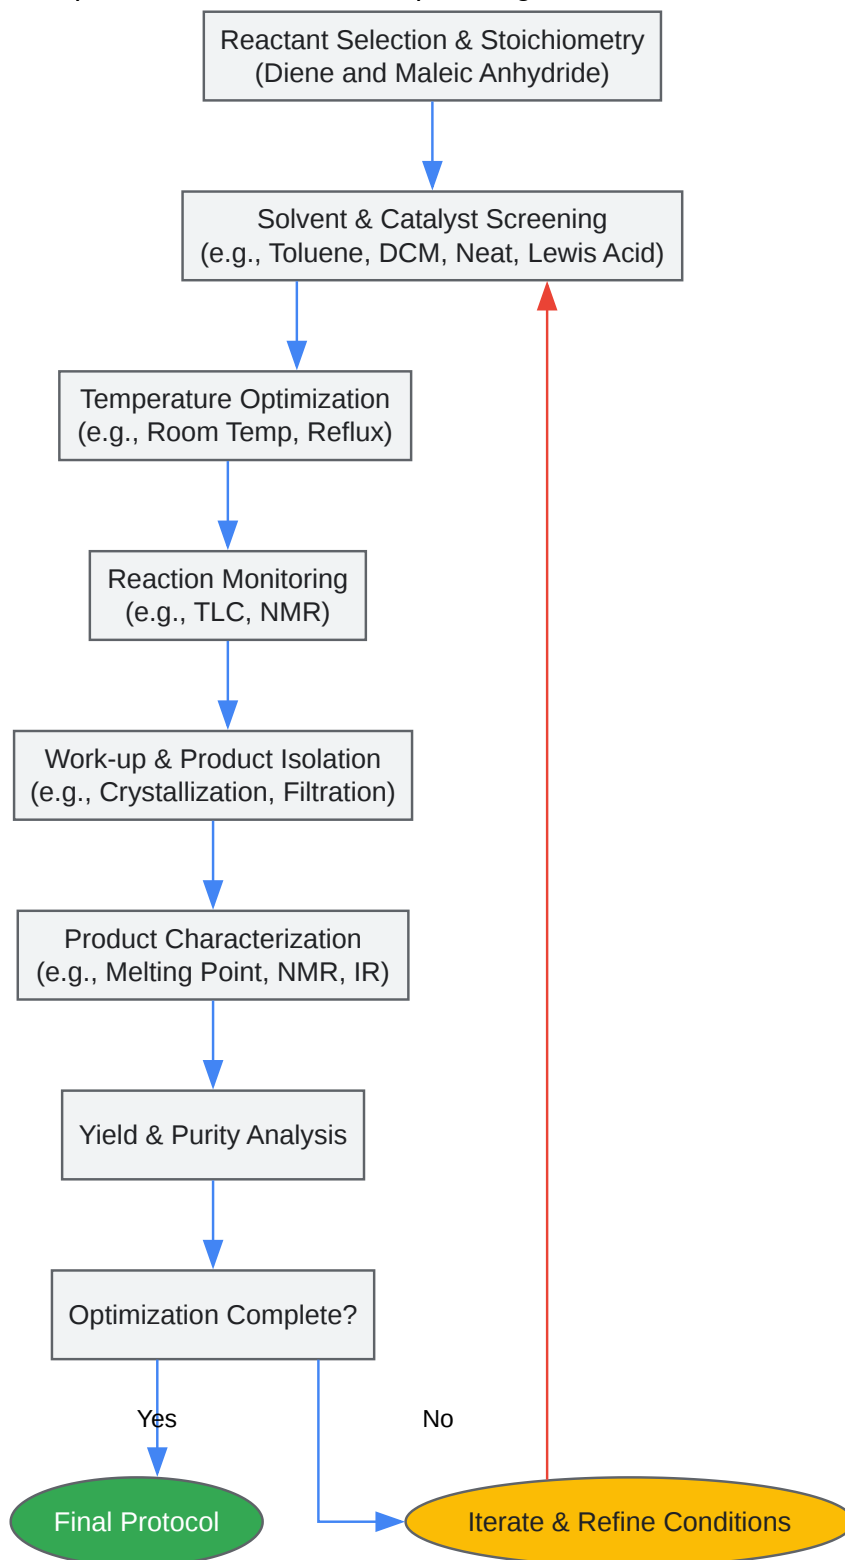 Reactant Selection & Stoichiometry
(Diene and Maleic Anhydride)
Solvent & Catalyst Screening
(e.g., Toluene, DCM, Neat, Lewis Acid)
Temperature Optimization
(e.g., Room Temp, Reflux)
Reaction Monitoring
(e.g., TLC, NMR)
Work-up & Product Isolation
(e.g., Crystallization, Filtration)
Product Characterization
(e.g., Melting Point, NMR, IR)
Yield & Purity Analysis
Optimization Complete?
Yes
No
Final Protocol
Iterate & Refine Conditions